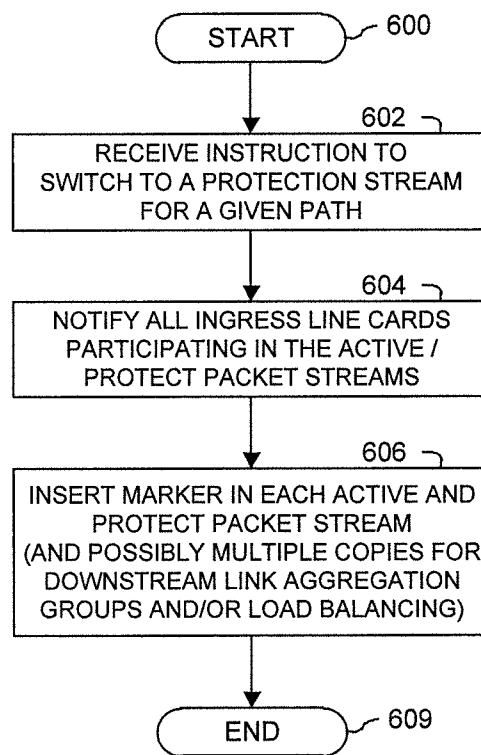 START
600
602
RECEIVE INSTRUCTION TO
SWITCH TO A PROTECTION STREAM
FOR A GIVEN PATH
604
NOTIFY ALL INGRESS LINE CARDS
PARTICIPATING IN THE ACTIVE /
PROTECT PACKET STREAMS
606
INSERT MARKER IN EACH ACTIVE AND
PROTECT PACKET STREAM
(AND POSSIBLY MULTIPLE COPIES FOR
DOWNSTREAM LINK AGGREGATION
GROUPS AND/OR LOAD BALANCING)
END
609